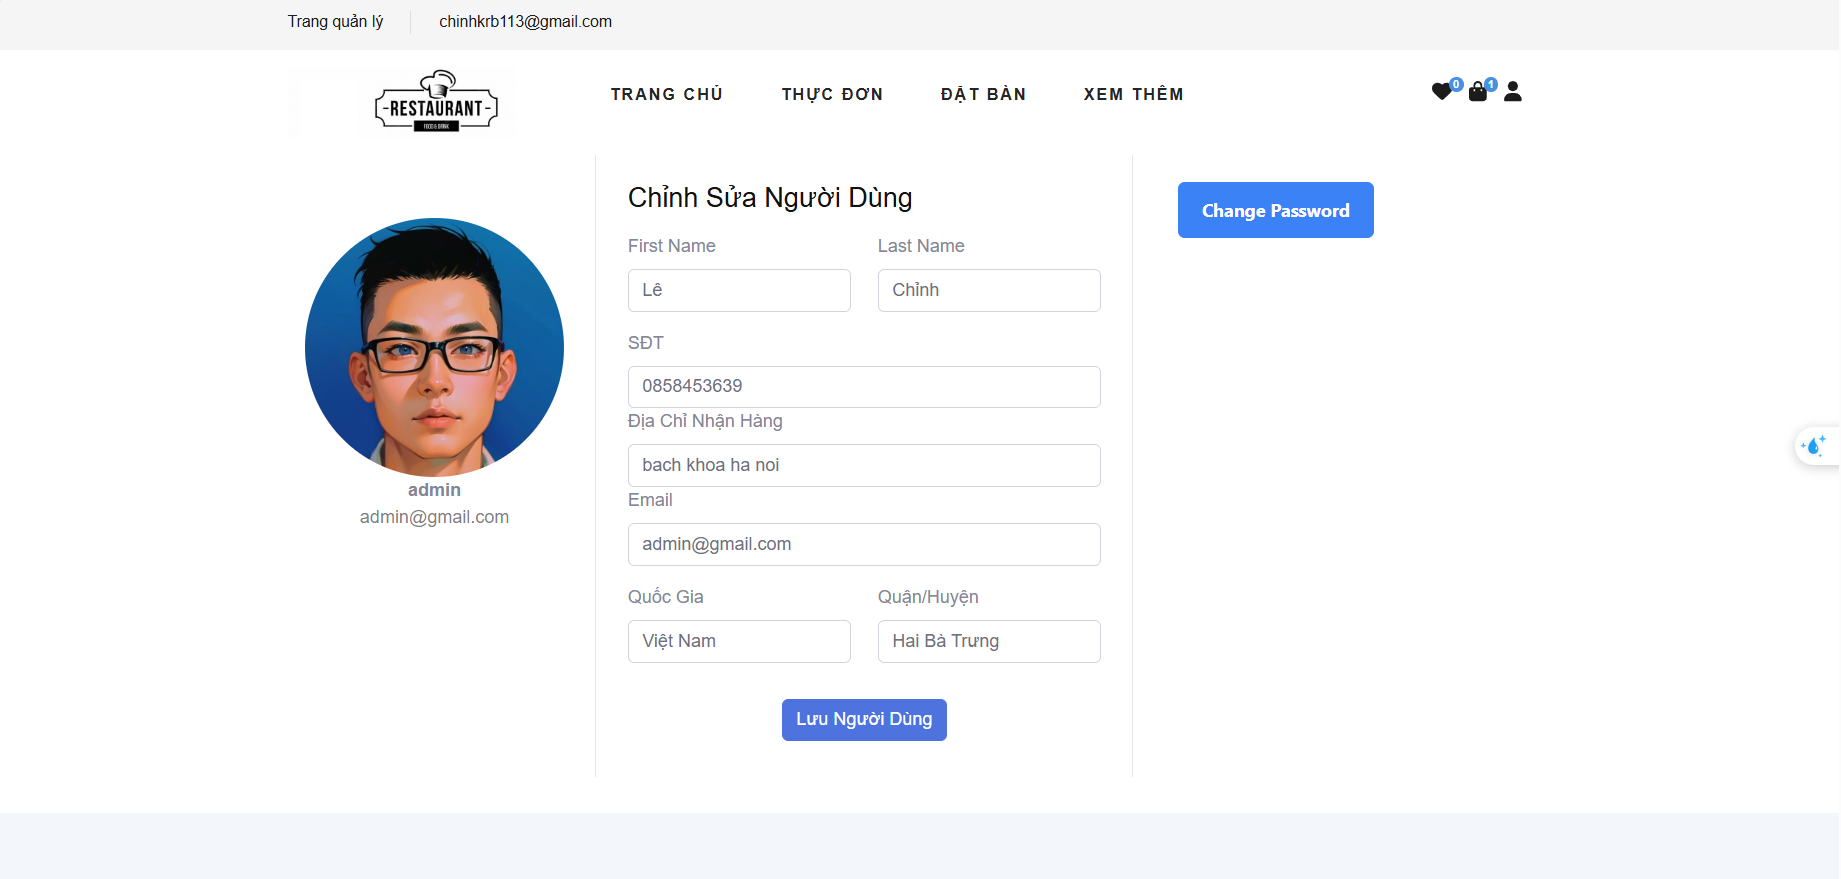 Trang quản lý
chinhkrb113@gmail.com
-RESTAURANT-
FOOD & DRINK
TRANG CHỦ
THỰC ĐƠN
ĐẶT BÀN
XEM THÊM
0
1
admin
admin@gmail.com
Chỉnh Sửa Người Dùng
First Name
Last Name
Lê
Chỉnh
SĐT
0858453639
Địa Chỉ Nhận Hàng
bach khoa ha noi
Email
admin@gmail.com
Quốc Gia
Quận/Huyện
Việt Nam
Hai Bà Trưng
Lưu Người Dùng
Change Password